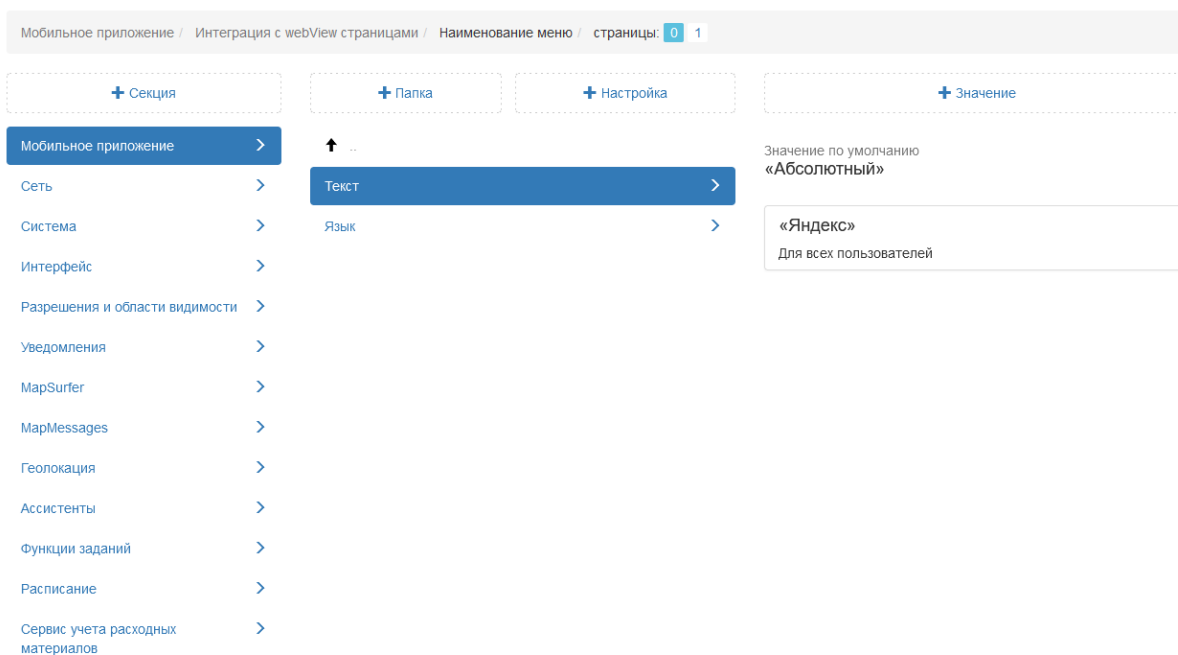 Мобильное приложение / Интеграция с webView страницами / Наименование меню / страницы: 0 1
+ Секция
+ Папка
+ Настройка
+ Значение
Мобильное приложение
Сеть
Система
Интерфейс
Разрешения и области видимости
Уведомления
MapSurfer
MapMessages
Геолокация
Ассистенты
Функции заданий
Расписание
Сервис учета расходных
материалов
..
Текст
Язык
Значение по умолчанию
«Абсолютный»
«Яндекс»
Для всех пользователей